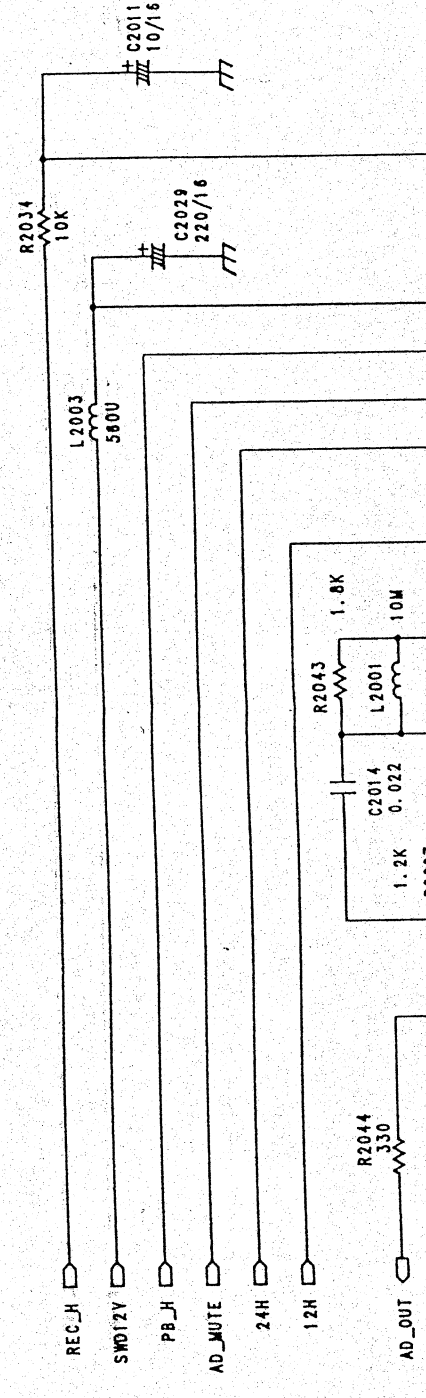 C2011
10/16
R2034
10K
C2029
220/16
L2003
560U
R2043
1.8K
L2001
10M
C2014
0.022
1.2K
R2044
330
REC_H
SWD12V
PB_H
AD_MUTE
24H
12H
AD_OUT